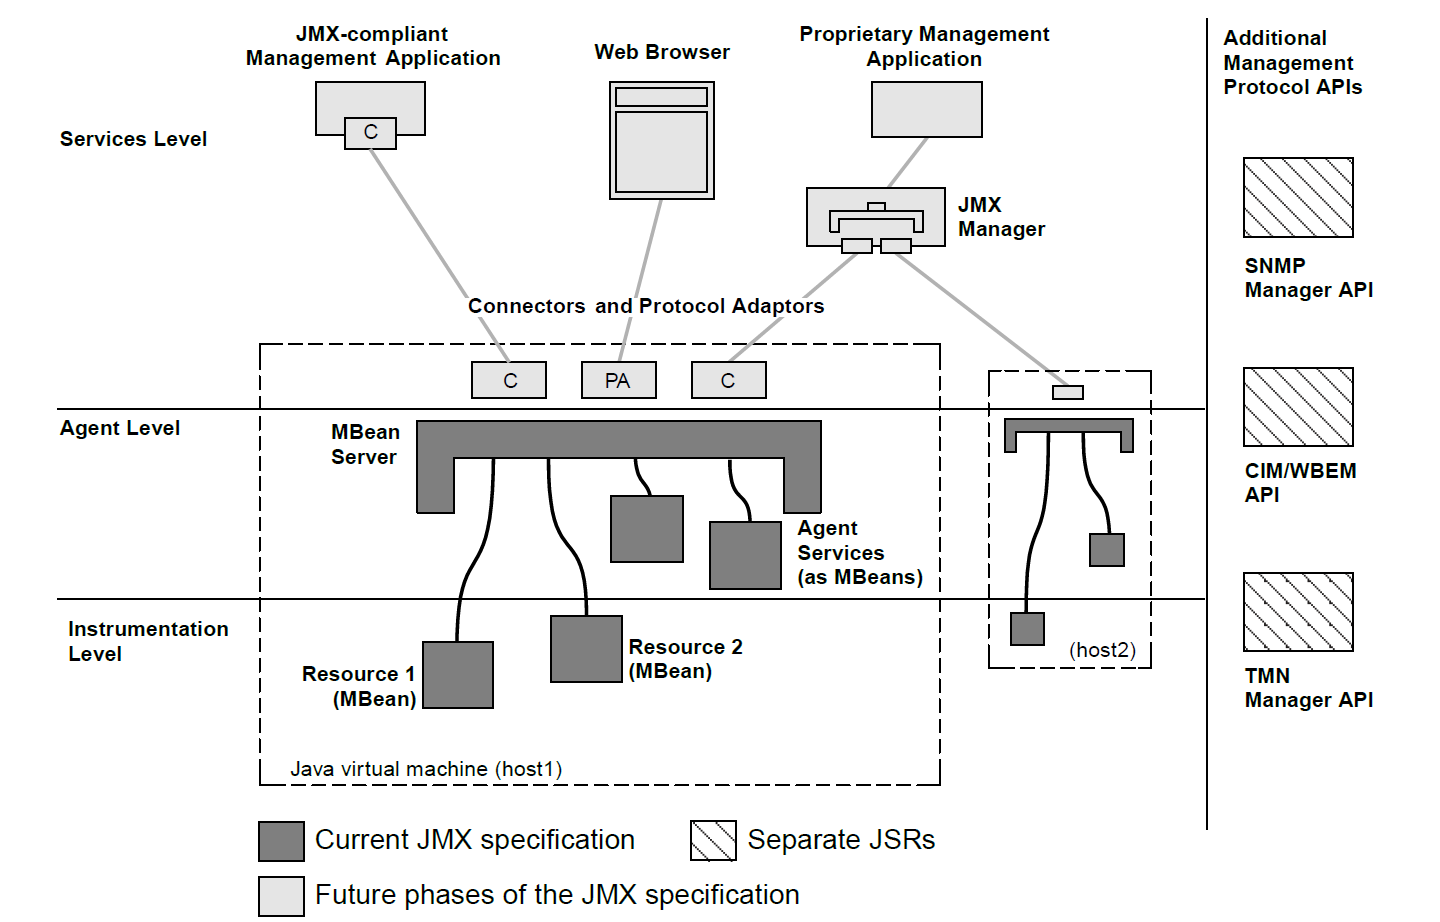 JMX-compliant
Management Application
Web Browser
Proprietary Management
Application
Additional
Management
Protocol APIs
Services Level
C
JMX
Manager
SNMP
Manager API
Connectors and Protocol Adaptors
C
PA
C
Agent Level
MBean
Server
CIM/WBEM
API
Agent
Services
(as MBeans)
Instrumentation
Level
Resource 1
(MBean)
Resource 2
(MBean)
(host2)
TMN
Manager API
Java virtual machine (host1)
Current JMX specification
Separate JSRs
Future phases of the JMX specification